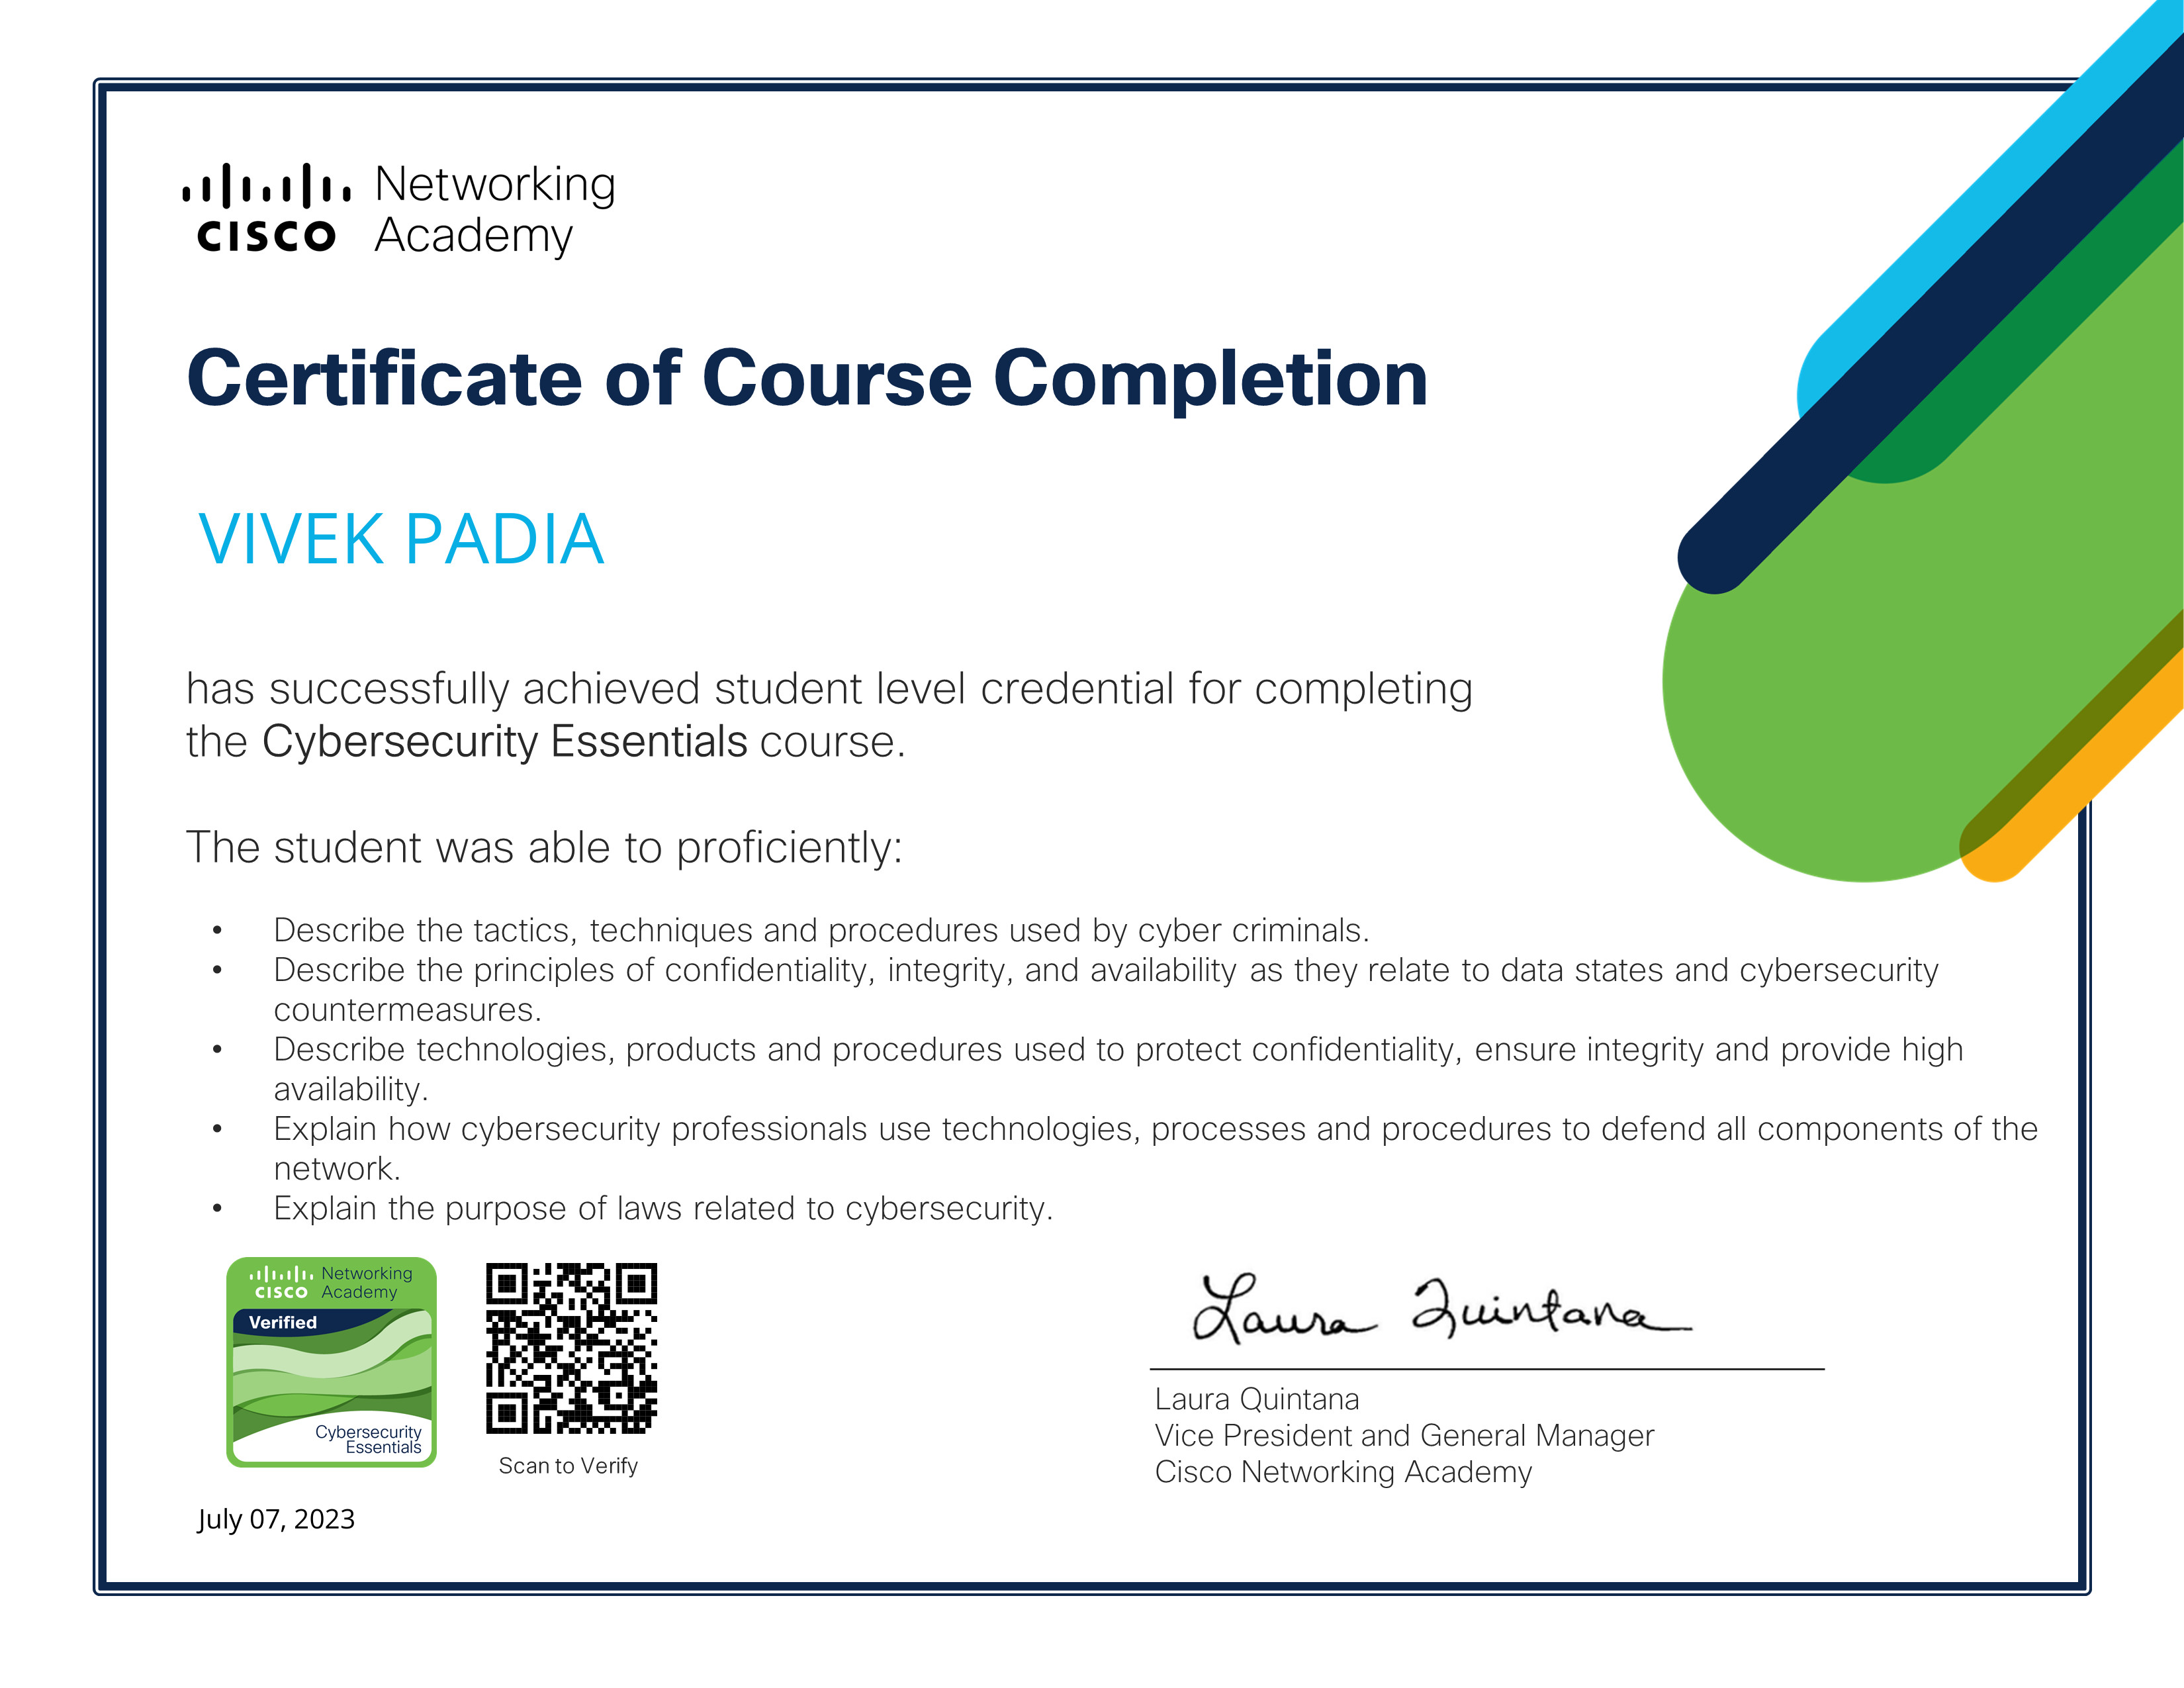 CISCO Networking
Academy
Certificate of Course Completion
VIVEK PADIA
has successfully achieved student level credential for completing
the Cybersecurity Essentials course.
The student was able to proficiently:
• Describe the tactics, techniques and procedures used by cyber criminals.
• Describe the principles of confidentiality, integrity, and availability as they relate to data states and cybersecurity
countermeasures.
• Describe technologies, products and procedures used to protect confidentiality, ensure integrity and provide high
availability.
• Explain how cybersecurity professionals use technologies, processes and procedures to defend all components of the
network.
• Explain the purpose of laws related to cybersecurity.
CISCO Networking
Academy
Verified
Cybersecurity
Essentials
Scan to Verify
Laura Quintana
Laura Quintana
Vice President and General Manager
Cisco Networking Academy
July 07, 2023